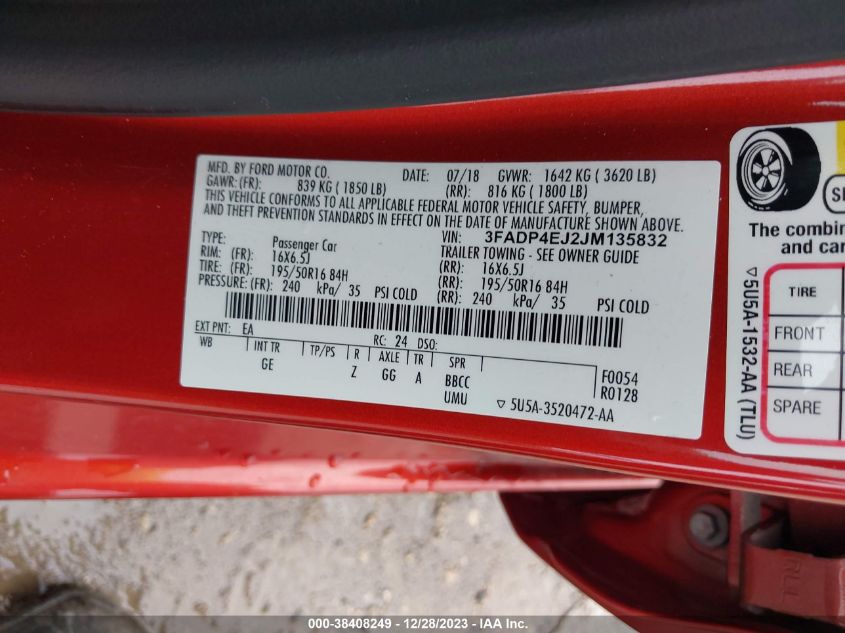 MFD. BY FORD MOTOR CO.
DATE: 07/18 GVWR: 1642 KG ( 3620 LB)
GAWR: (FR): 839 KG ( 1850 LB) (RR): 816 KG ( 1800 LB)
THIS VEHICLE CONFORMS TO ALL APPLICABLE FEDERAL MOTOR VEHICLE SAFETY, BUMPER,
AND THEFT PREVENTION STANDARDS IN EFFECT ON THE DATE OF MANUFACTURE SHOWN ABOVE.
VIN: 3FADP4EJ2JM135832
TYPE: Passenger Car TRAILER TOWING - SEE OWNER GUIDE
RIM: (FR): 16X6.5J (RR): 16X6.5J
TIRE: (FR): 195/50R16 84H (RR): 195/50R16 84H
PRESSURE: (FR): 240 kPa/ 35 PSI COLD (RR): 240 kPa/ 35 PSI COLD
EXT PNT: EA RC: 24 DSO:
WB INT TR TP/PS R AXLE TR SPR
GE Z GG A BBCC
UMU
F0054
R0128
▽ 5U5A-3520472-AA
The combin
and car
TIRE
FRONT
REAR
SPARE
▽ 5U5A-1532-AA (TLU)
RLL
000-38408249 - 12/28/2023 -